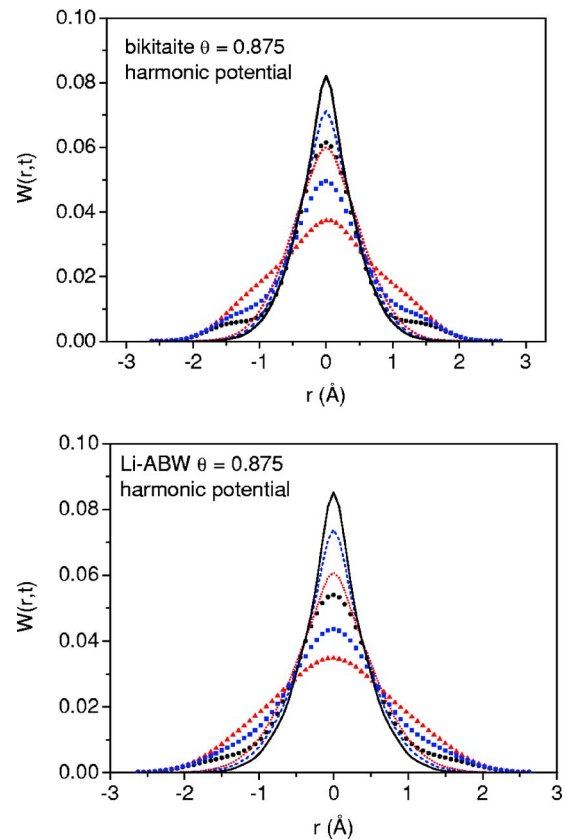 0.10
0.08
0.06
0.04
0.02
0.00
W(r,t)
bikitaite θ = 0.875
harmonic potential
-3 -2 -1 0 1 2 3
r (Å)
0.10
0.08
0.06
0.04
0.02
0.00
W(r,t)
Li-ABW θ = 0.875
harmonic potential
-3 -2 -1 0 1 2 3
r (Å)